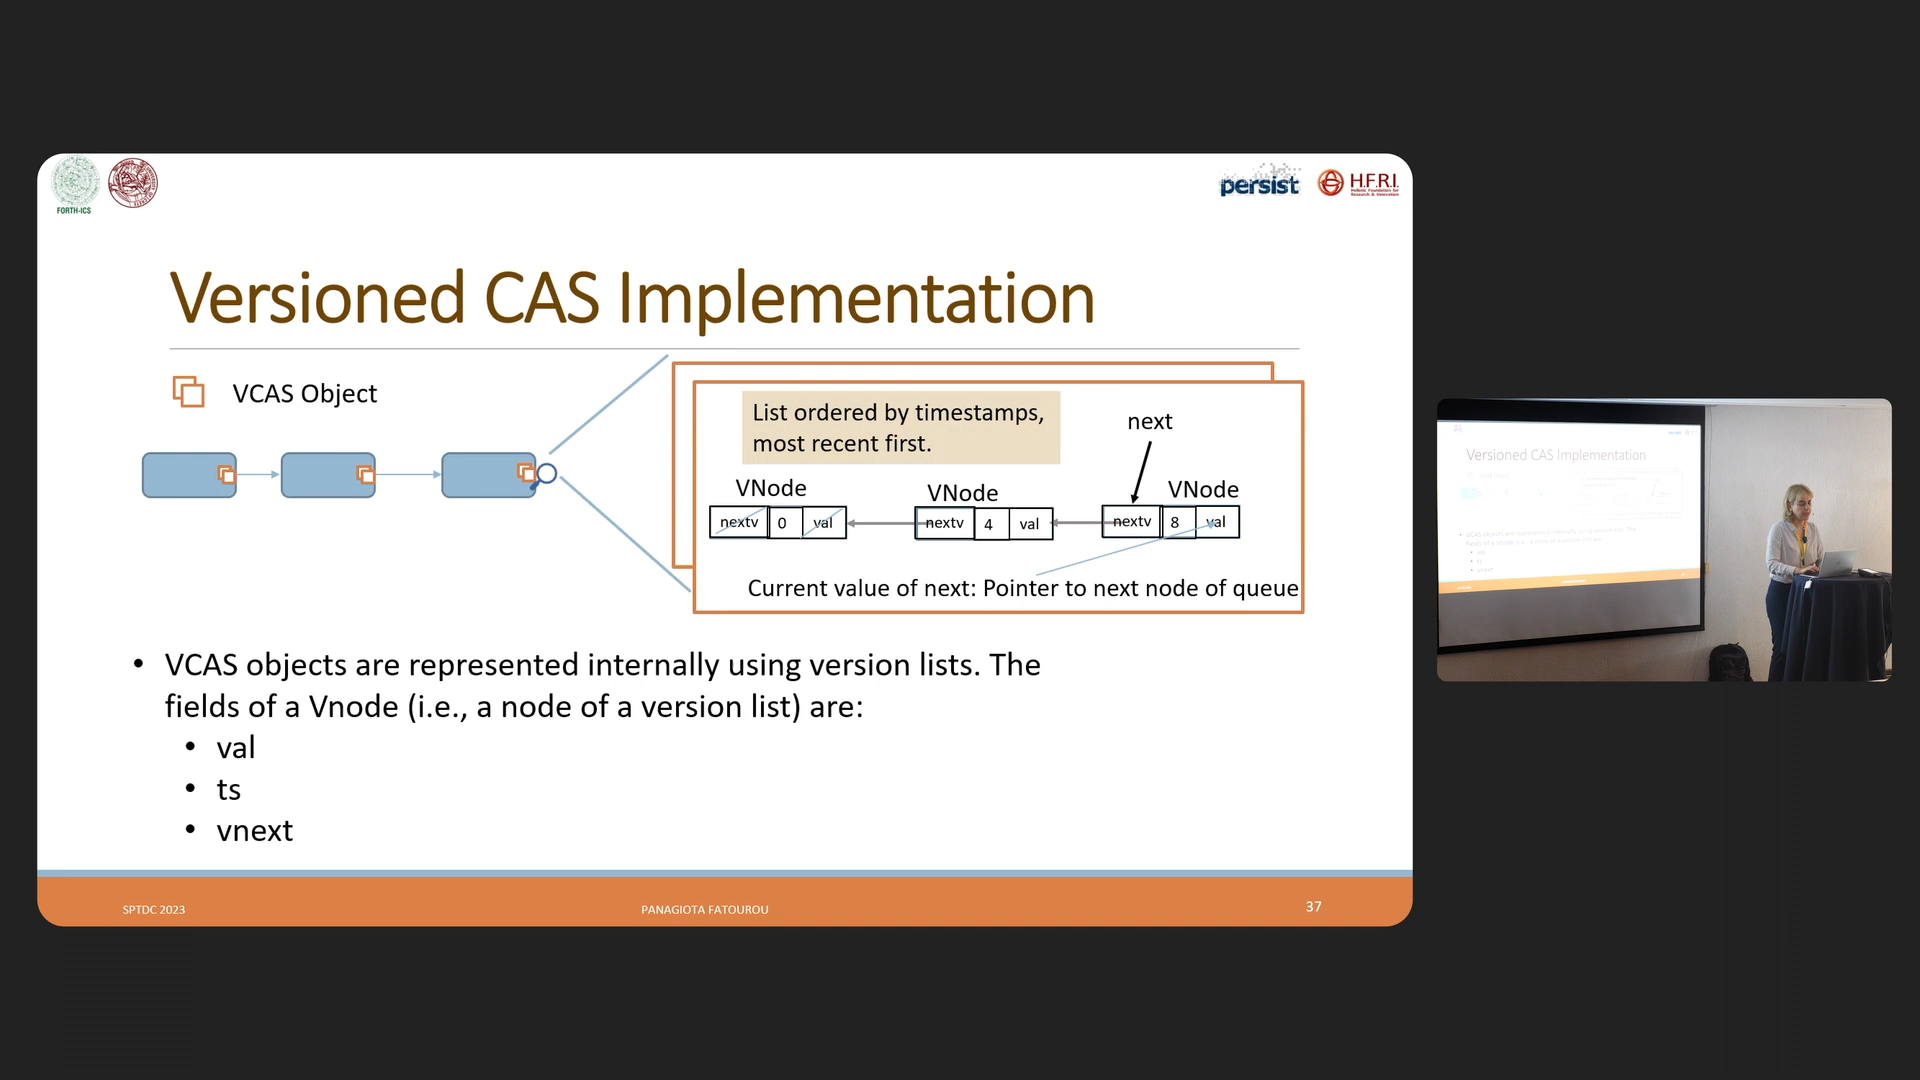 FORTH-ICS
persist
H.F.R.I.
Hellenic Foundation for
Research & Innovation
Versioned CAS Implementation
VCAS Object
List ordered by timestamps,
most recent first.
next
VNode
VNode
VNode
nextv 0 val
nextv 4 val
nextv 8 val
Current value of next: Pointer to next node of queue
• VCAS objects are represented internally using version lists. The
fields of a Vnode (i.e., a node of a version list) are:
• val
• ts
• vnext
SPTDC 2023
PANAGIOTA FATOUROU
37
Versioned CAS Implementation